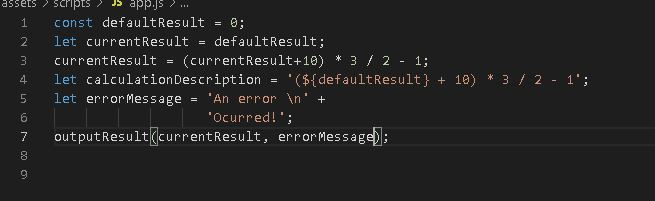 assets > scripts > JS app.js > ...
1 const defaultResult = 0;
2 let currentResult = defaultResult;
3 currentResult = (currentResult+10) * 3 / 2 - 1;
4 let calculationDescription = '(${defaultResult} + 10) * 3 / 2 - 1';
5 let errorMessage = 'An error \n' +
6 'Ocurred!';
7 outputResult(currentResult, errorMessage);
8
9